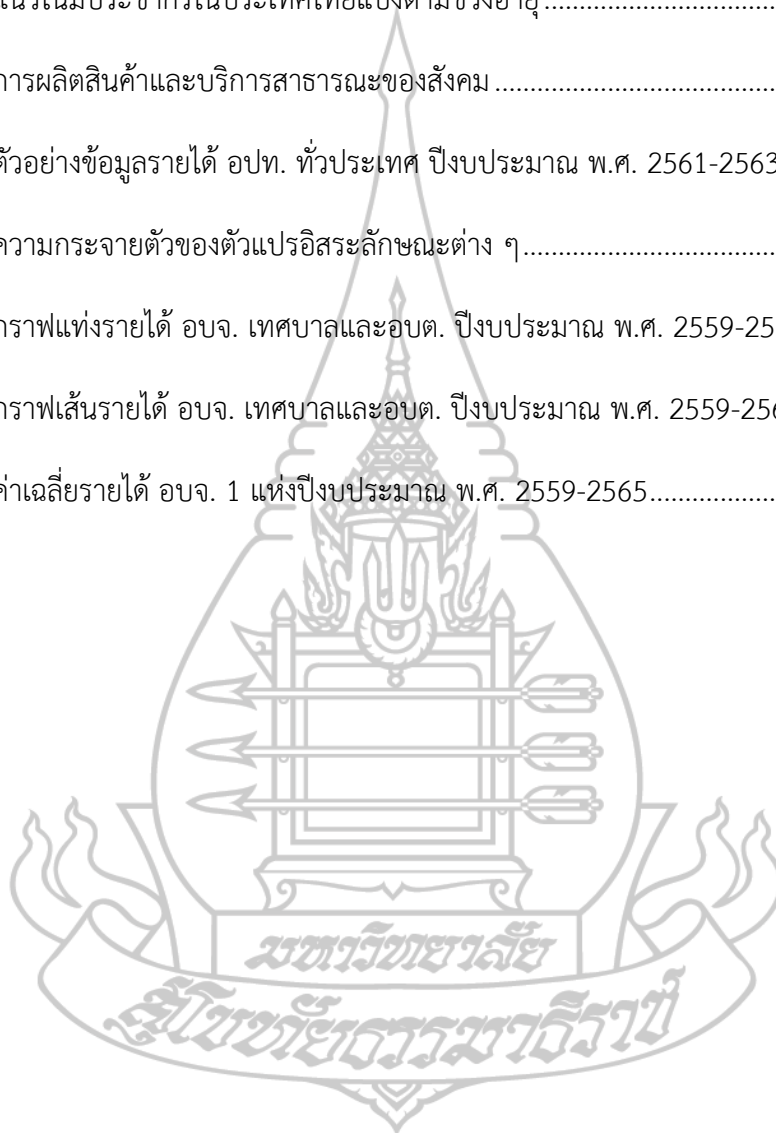 แนวโน้มประชากรในประเทศไทยแบ่งตามช่วงอายุ
การผลิตสินค้าและบริการสาธารณะของสังคม
ตัวอย่างข้อมูลรายได้ อปท. ทั่วประเทศ ปีงบประมาณ พ.ศ. 2561-2563
ความกระจายตัวของตัวแปรอิสระลักษณะต่าง ๆ
กราฟแท่งรายได้ อบจ. เทศบาลและอบต. ปีงบประมาณ พ.ศ. 2559-25
กราฟเส้นรายได้ อบจ. เทศบาลและอบต. ปีงบประมาณ พ.ศ. 2559-256
ค่าเฉลี่ยรายได้ อบจ. 1 แห่งปีงบประมาณ พ.ศ. 2559-2565
มหาวิทยาลัย
สุโขทัยธรรมาธิราช